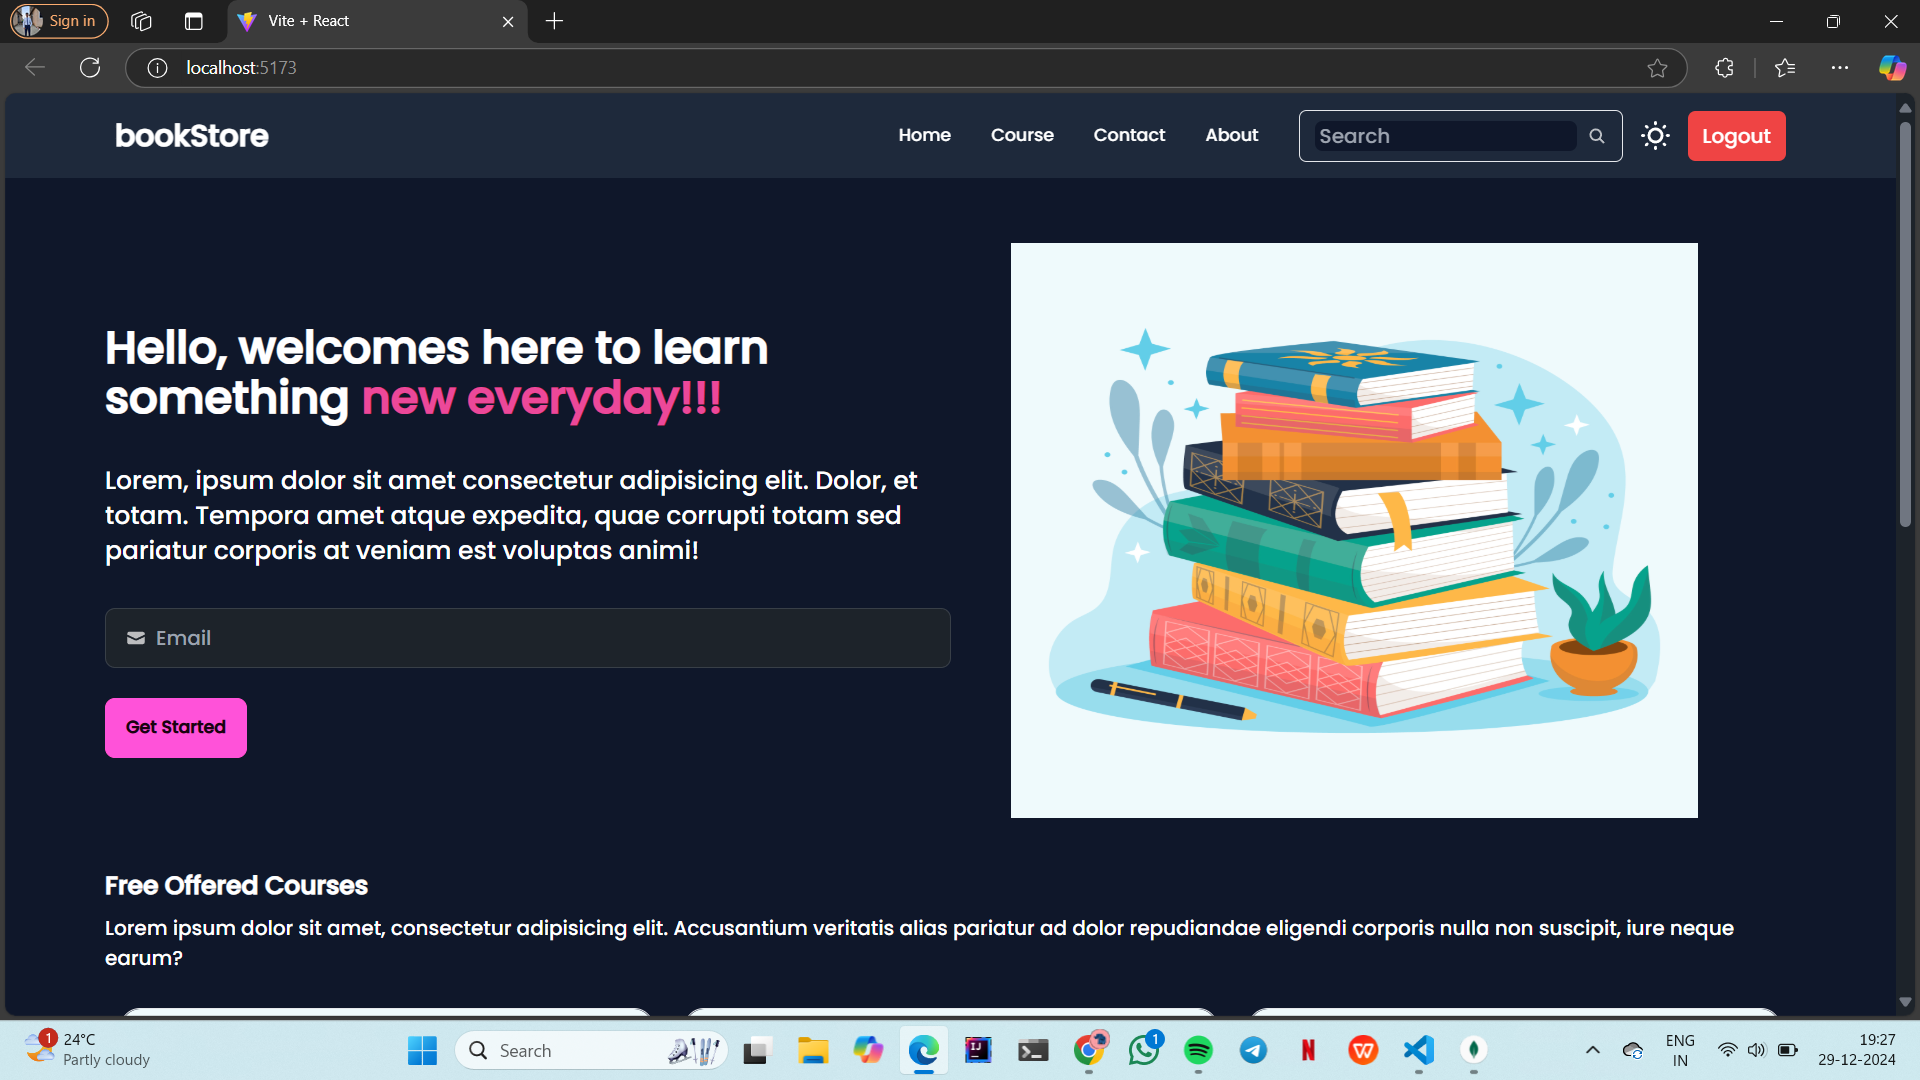 Sign in
Vite + React
localhost:5173
bookStore
Home Course Contact About Search Logout
Hello, welcomes here to learn
something new everyday!!!
Lorem, ipsum dolor sit amet consectetur adipisicing elit. Dolor, et
totam. Tempora amet atque expedita, quae corrupti totam sed
pariatur corporis at veniam est voluptas animi!
Email
Get Started
Free Offered Courses
Lorem ipsum dolor sit amet, consectetur adipisicing elit. Accusantium veritatis alias pariatur ad dolor repudiandae eligendi corporis nulla non suscipit, iure neque
earum?
1
24°C
Partly cloudy
Search
IJ
N
W
1
ENG
IN
19:27
29-12-2024